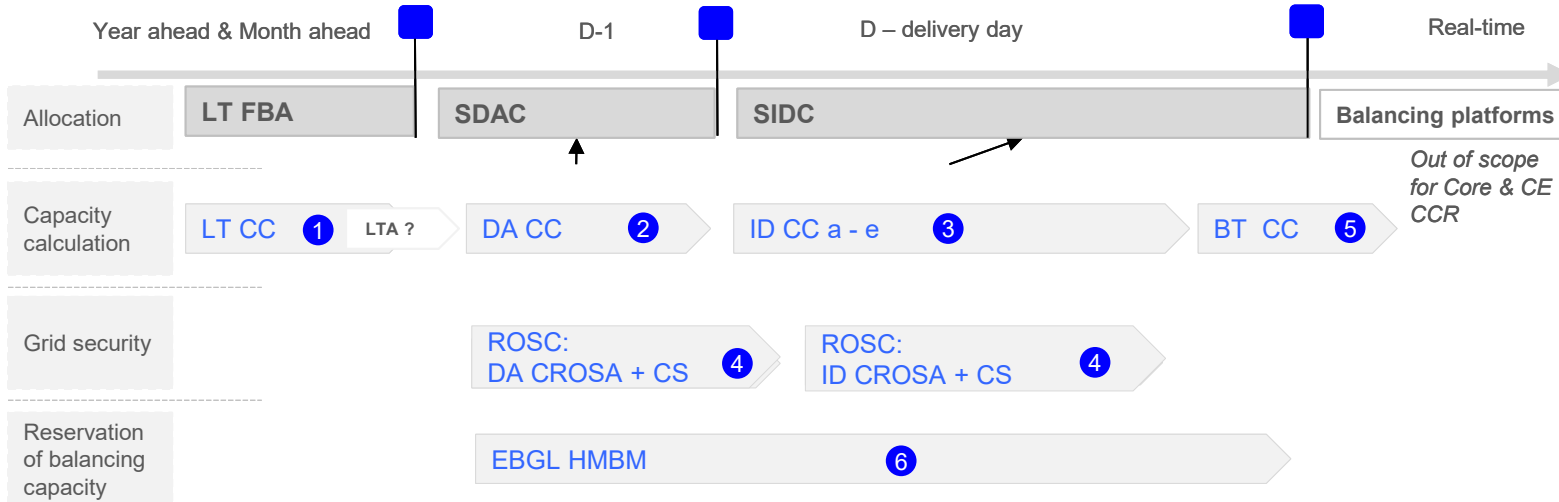 Year ahead & Month ahead
D-1
D – delivery day
Real-time
Allocation
LT FBA
SDAC
SIDC
Balancing platforms
Out of scope
for Core & CE
CCR
Capacity
calculation
LT CC 1
LTA ?
DA CC 2
ID CC a - e 3
BT CC 5
Grid security
ROSC:
DA CROSA + CS 4
ROSC:
ID CROSA + CS 4
Reservation
of balancing
capacity
EBGL HMBM 6